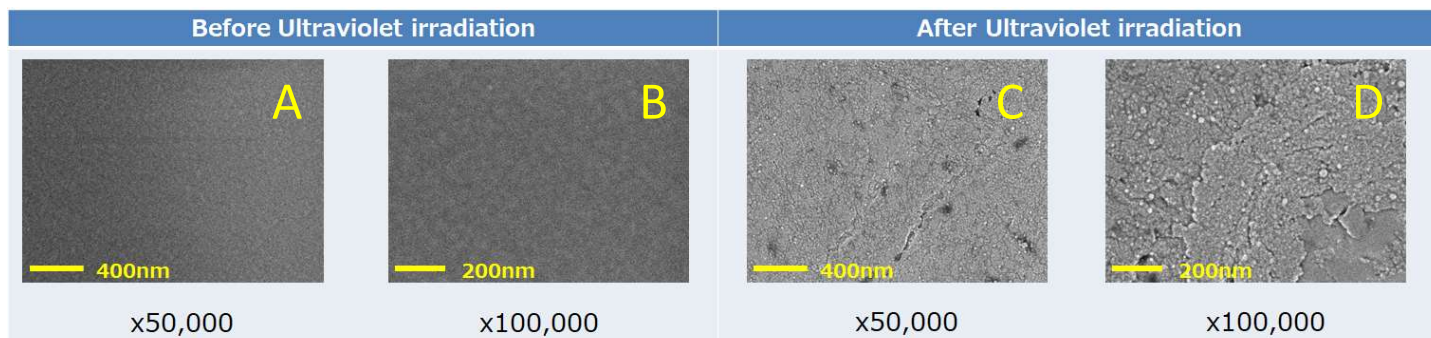 Before Ultraviolet irradiation
After Ultraviolet irradiation
A
B
C
D
400nm
200nm
400nm
200nm
x50,000
x100,000
x50,000
x100,000